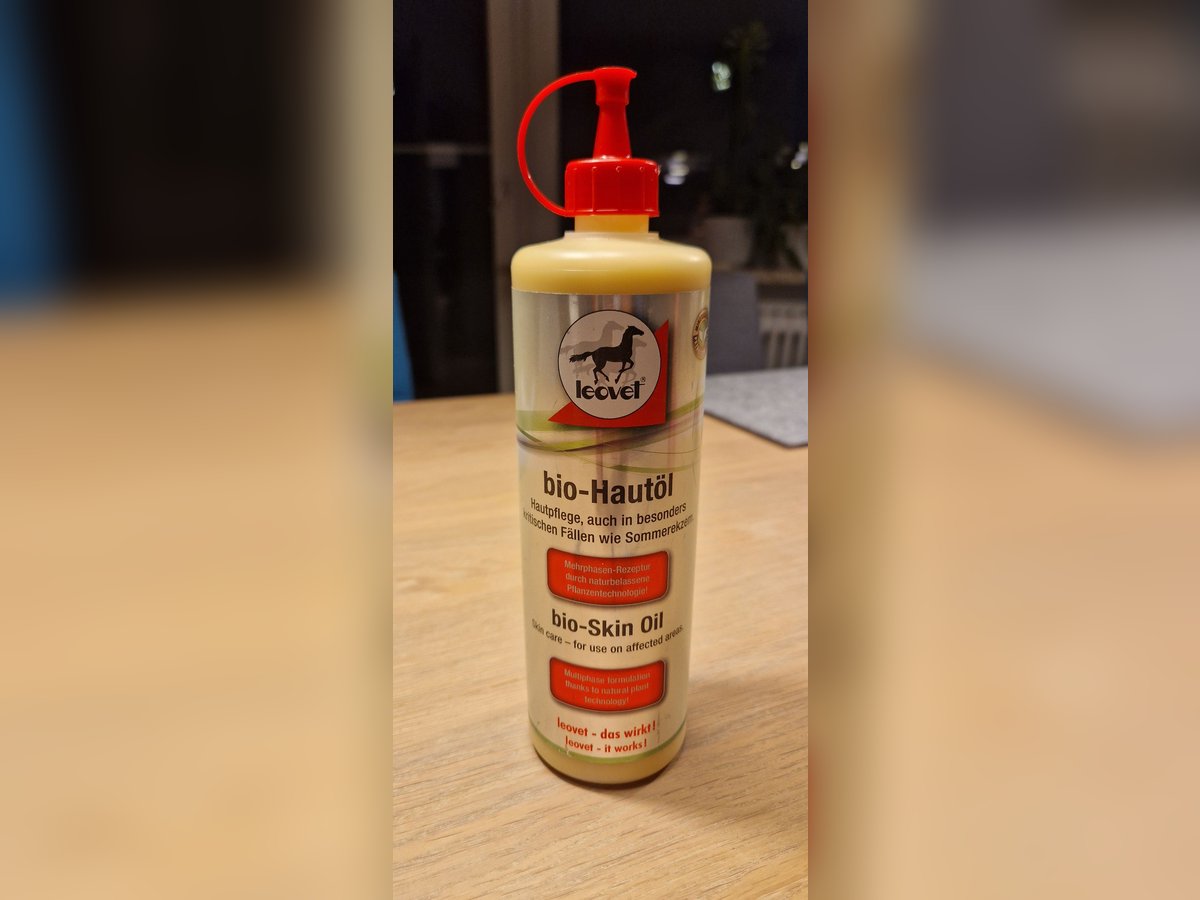 leovet®
bio-Hautöl
Hautpflege, auch in besonders
kritischen Fällen wie Sommerekzem.
Mehrphasen-Rezeptur
durch naturbelassene
Pflanzentechnologie!
bio-Skin Oil
Skin care – for use on affected areas.
Multiphase formulation
thanks to natural plant
technology!
leovet - das wirkt!
leovet - it works!